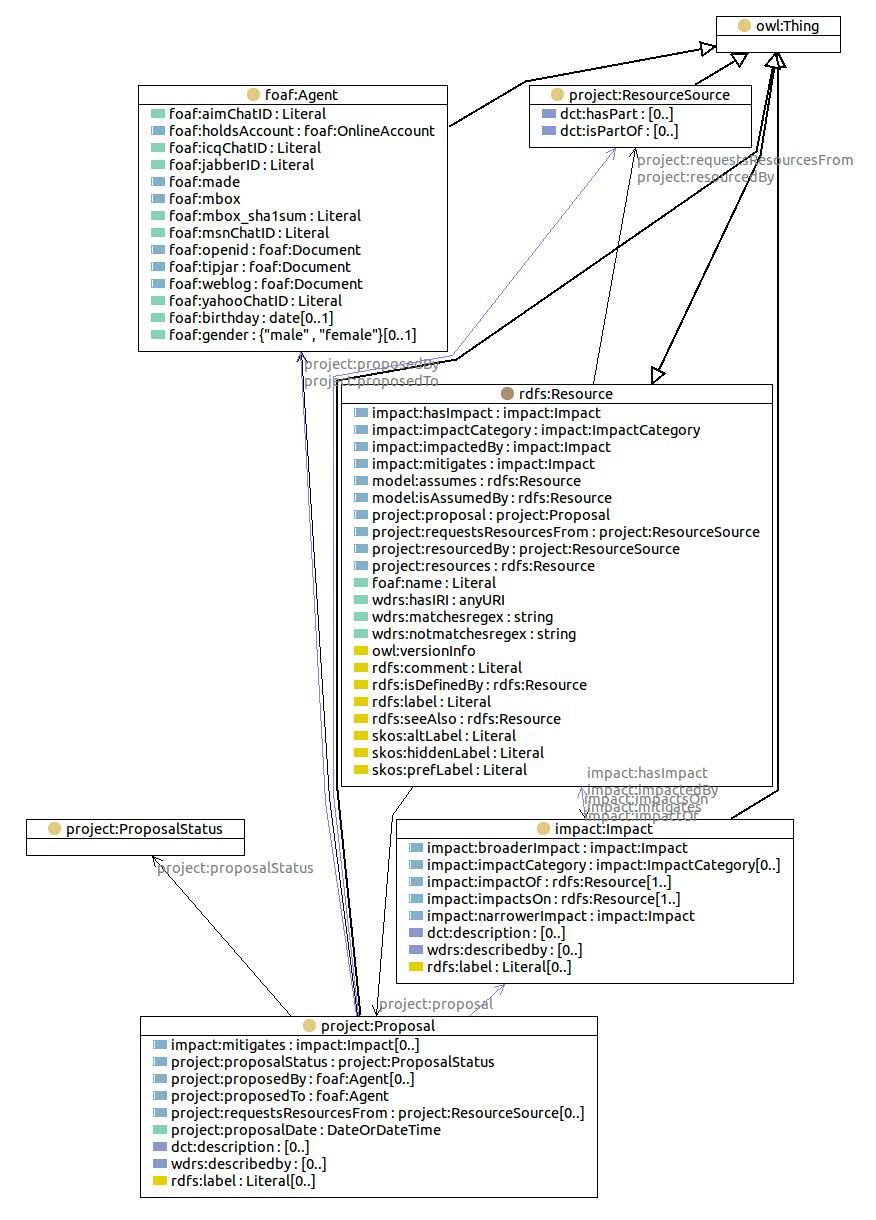 owl:Thing
foaf:Agent
foaf:aimChatID : Literal
foaf:holdsAccount : foaf:OnlineAccount
foaf:icqChatID : Literal
foaf:jabberID : Literal
foaf:made
foaf:mbox
foaf:mbox_sha1sum : Literal
foaf:msnChatID : Literal
foaf:openid : foaf:Document
foaf:tipjar : foaf:Document
foaf:weblog : foaf:Document
foaf:yahooChatID : Literal
foaf:birthday : date[0..1]
foaf:gender : {"male" , "female"}[0..1]
project:ResourceSource
dct:hasPart : [0..]
dct:isPartOf : [0..]
project:requestsResourcesFrom
project:resourcedBy
project:proposedBy
project:proposedTo
rdfs:Resource
impact:hasImpact : impact:Impact
impact:impactCategory : impact:ImpactCategory
impact:impactedBy : impact:Impact
impact:mitigates : impact:Impact
model:assumes : rdfs:Resource
model:isAssumedBy : rdfs:Resource
project:proposal : project:Proposal
project:requestsResourcesFrom : project:ResourceSource
project:resourcedBy : project:ResourceSource
project:resources : rdfs:Resource
foaf:name : Literal
wdrs:hasIRI : anyURI
wdrs:matchesregex : string
wdrs:notmatchesregex : string
owl:versionInfo
rdfs:comment : Literal
rdfs:isDefinedBy : rdfs:Resource
rdfs:label : Literal
rdfs:seeAlso : rdfs:Resource
skos:altLabel : Literal
skos:hiddenLabel : Literal
skos:prefLabel : Literal
impact:hasImpact
impact:impactedBy
impact:impactsOn
impact:mitigates
impact:impactOf
project:ProposalStatus
project:proposalStatus
impact:Impact
impact:broaderImpact : impact:Impact
impact:impactCategory : impact:ImpactCategory[0..]
impact:impactOf : rdfs:Resource[1..]
impact:impactsOn : rdfs:Resource[1..]
impact:narrowerImpact : impact:Impact
dct:description : [0..]
wdrs:describedby : [0..]
rdfs:label : Literal[0..]
project:proposal
project:Proposal
impact:mitigates : impact:Impact[0..]
project:proposalStatus : project:ProposalStatus
project:proposedBy : foaf:Agent[0..]
project:proposedTo : foaf:Agent
project:requestsResourcesFrom : project:ResourceSource[0..]
project:proposalDate : DateOrDateTime
dct:description : [0..]
wdrs:describedby : [0..]
rdfs:label : Literal[0..]